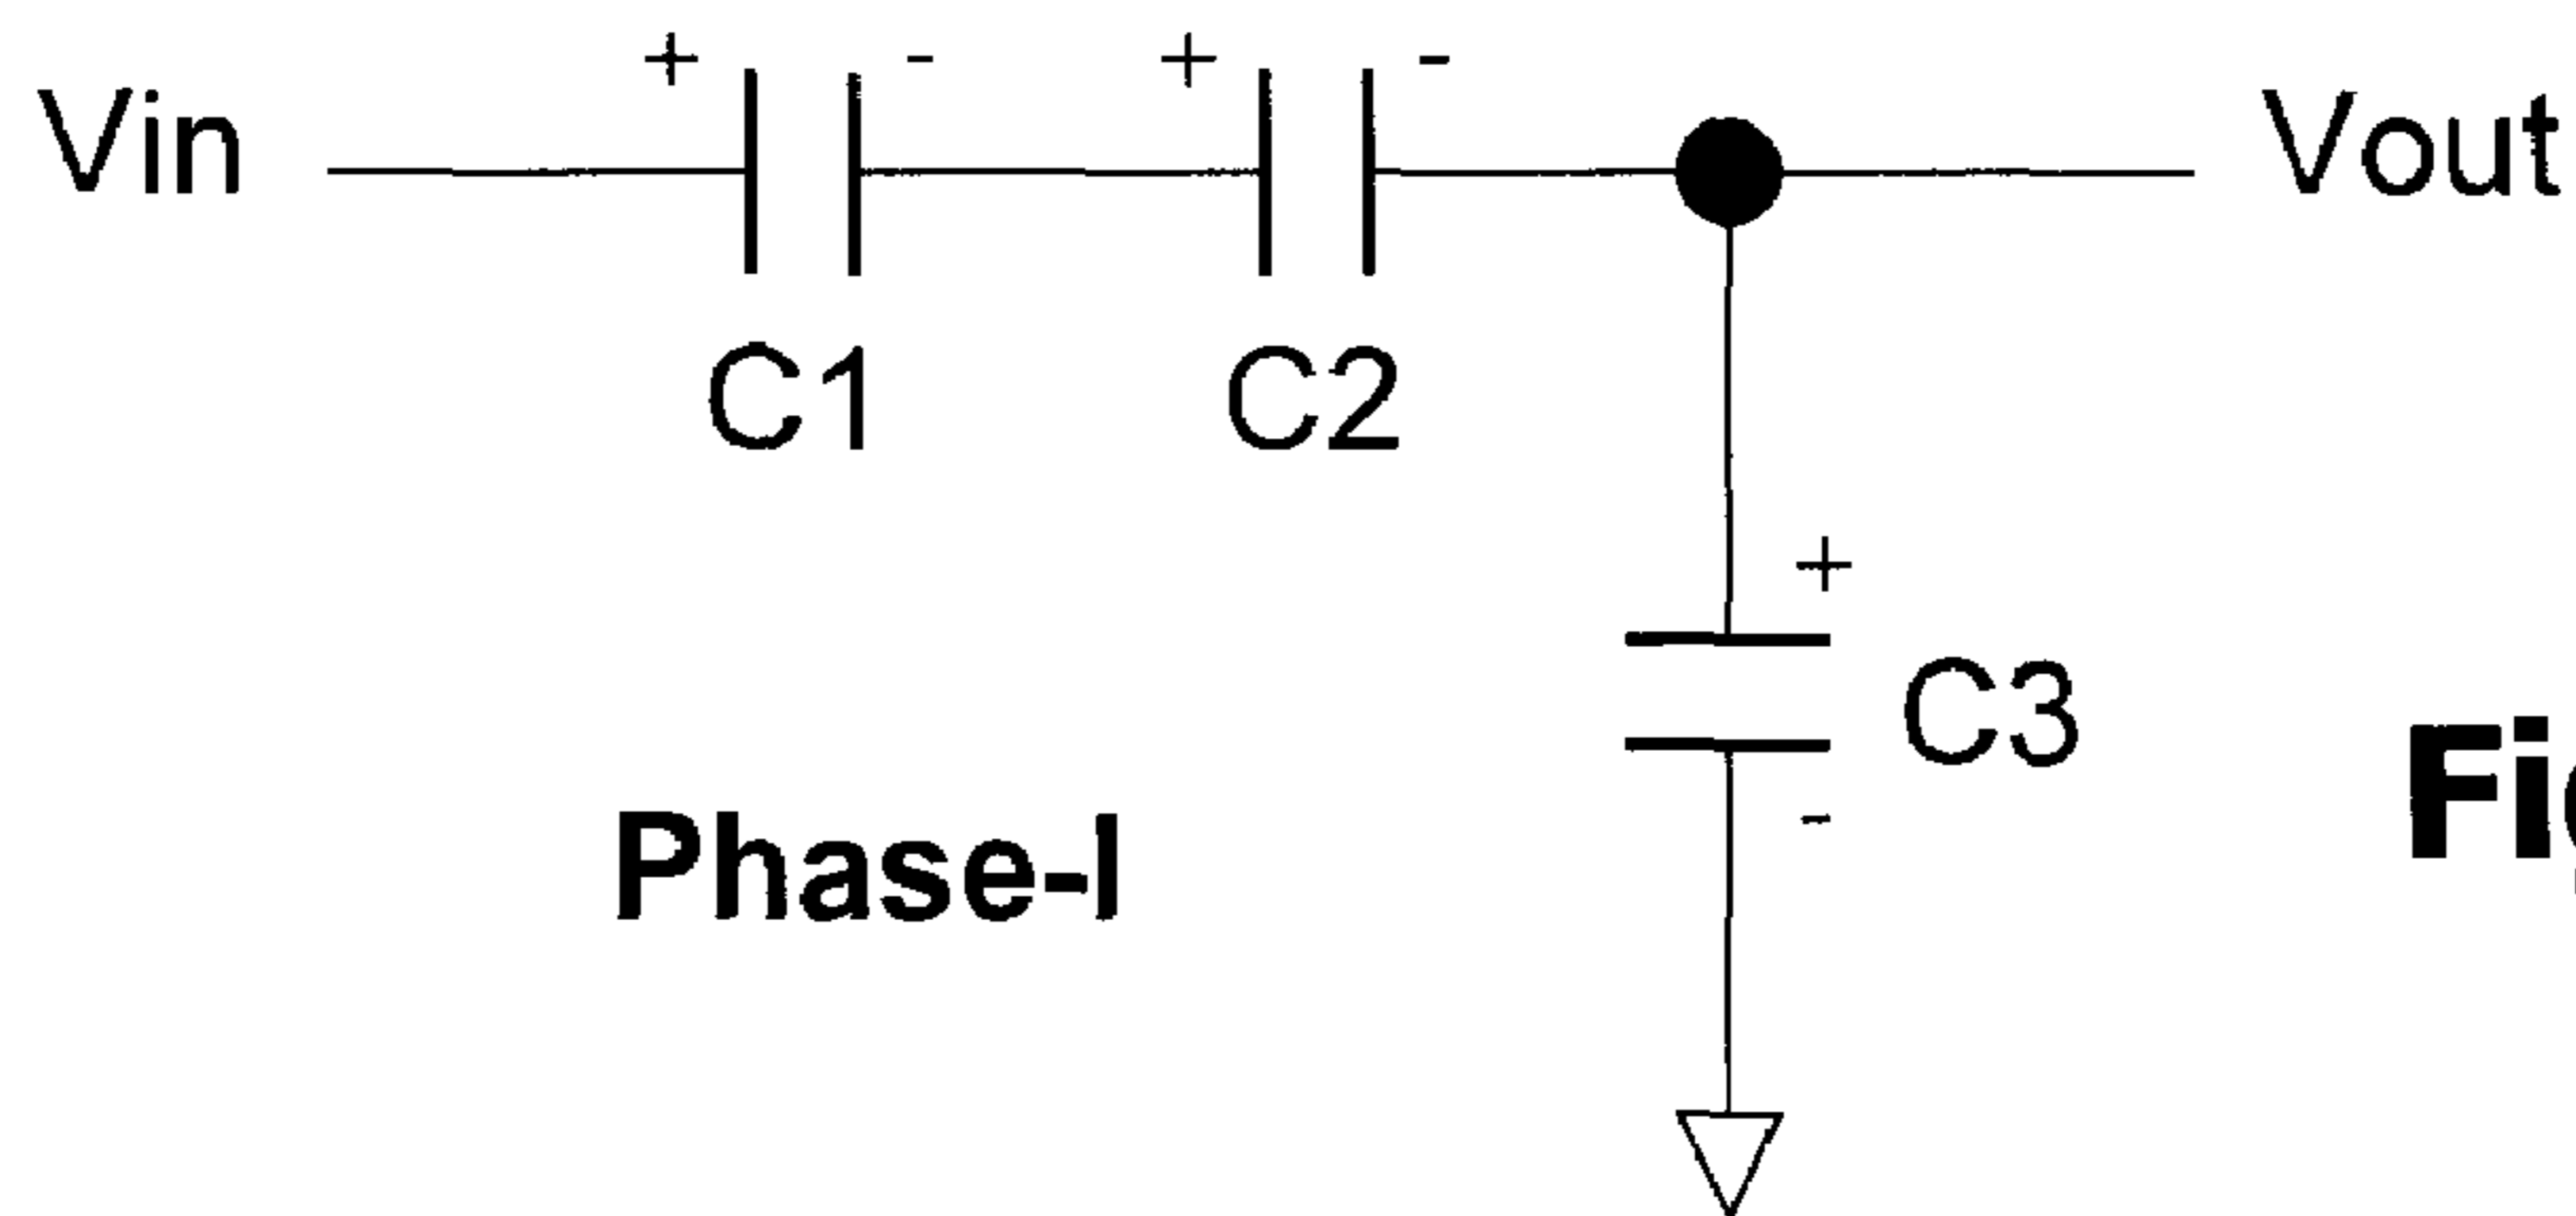 Vin + - + - Vout
C1 C2
+
C3
-
Phase-I